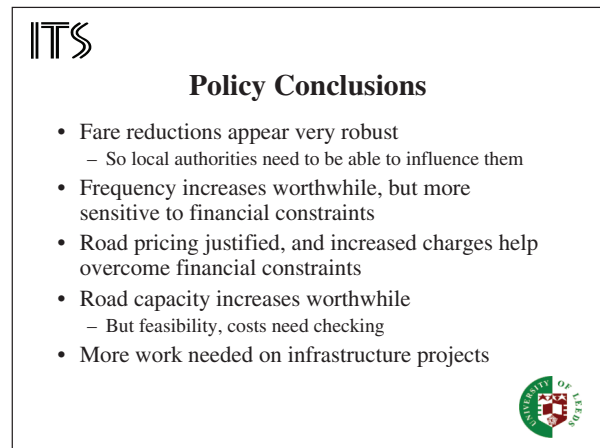 ITS
Policy Conclusions
• Fare reductions appear very robust
– So local authorities need to be able to influence them
• Frequency increases worthwhile, but more
sensitive to financial constraints
• Road pricing justified, and increased charges help
overcome financial constraints
• Road capacity increases worthwhile
– But feasibility, costs need checking
• More work needed on infrastructure projects
UNIVERSITY OF LEEDS